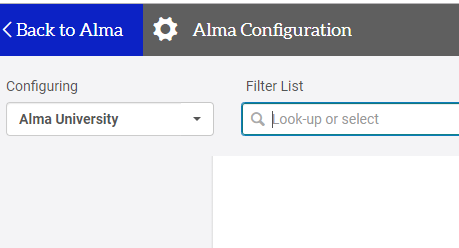 Back to Alma
Alma Configuration
Configuring
Filter List
Alma University
Look-up or select